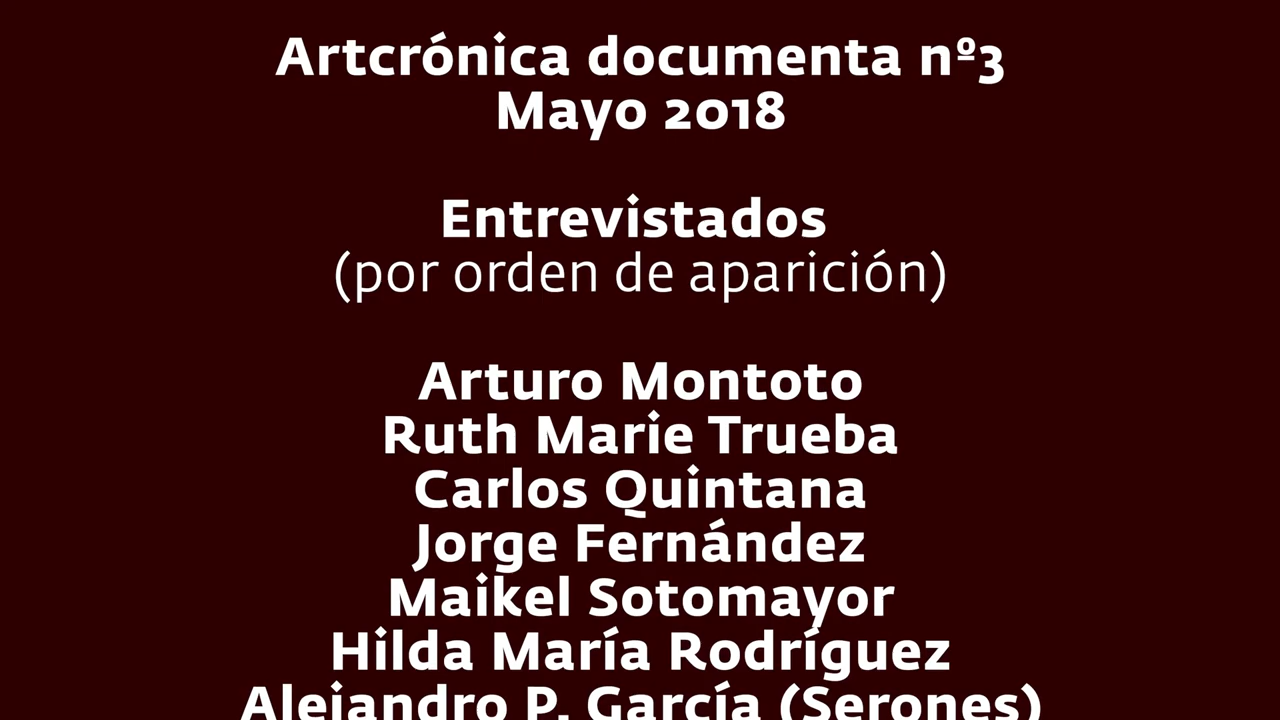 Artcrónica documenta nº3
Mayo 2018
Entrevistados
(por orden de aparición)
Arturo Montoto
Ruth Marie Trueba
Carlos Quintana
Jorge Fernández
Maikel Sotomayor
Hilda María Rodríguez
Alejandro P. García (Serones)